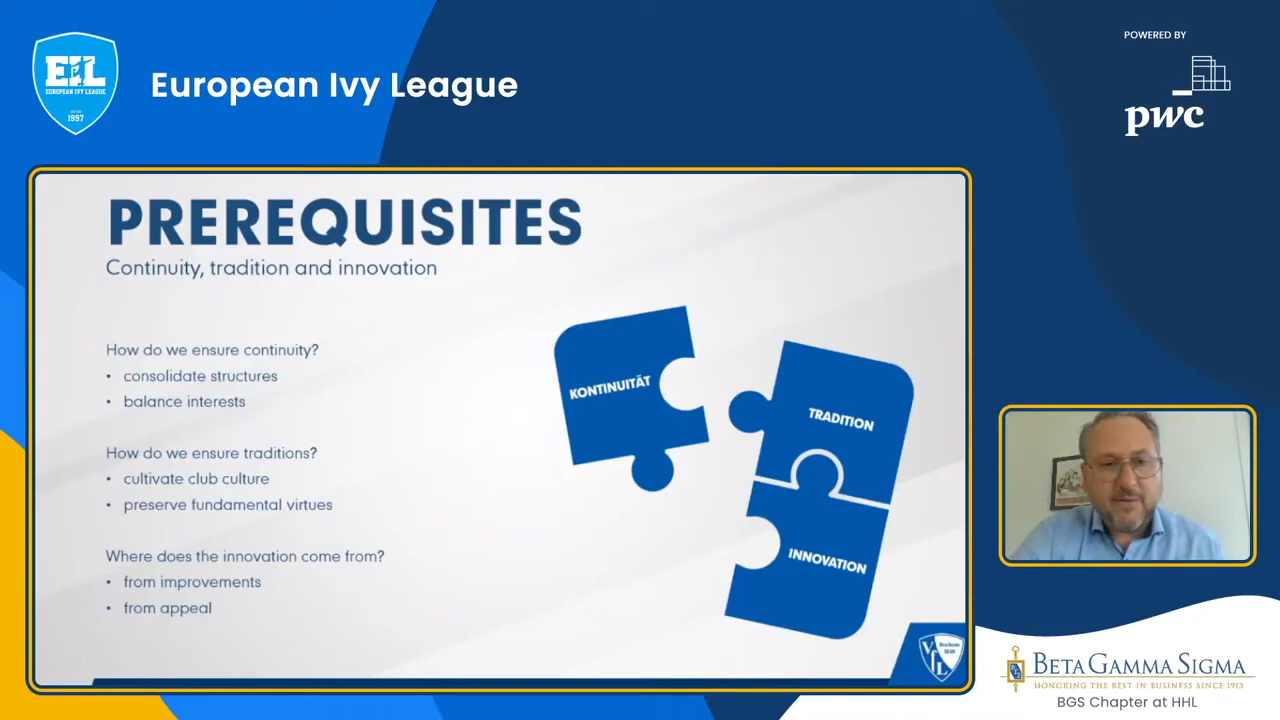 EIL
EUROPEAN IVY LEAGUE
1997
European Ivy League
POWERED BY
pwc
PREREQUISITES
Continuity, tradition and innovation
How do we ensure continuity?
• consolidate structures
• balance interests
How do we ensure traditions?
• cultivate club culture
• preserve fundamental virtues
Where does the innovation come from?
• from improvements
• from appeal
KONTINUITÄT
TRADITION
INNOVATION
VfL
BETA GAMMA SIGMA
HONORING THE BEST IN BUSINESS SINCE 1913
BGS Chapter at HHL